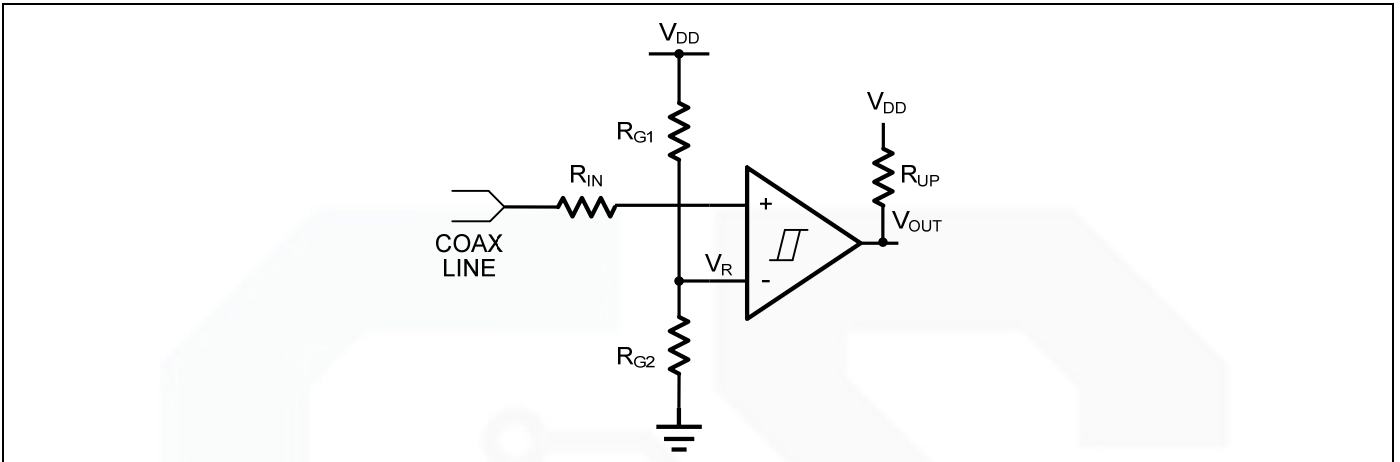 VDD
VDD
RG1
RIN
RUP
+
VOUT
COAX
LINE
VR
-
RG2